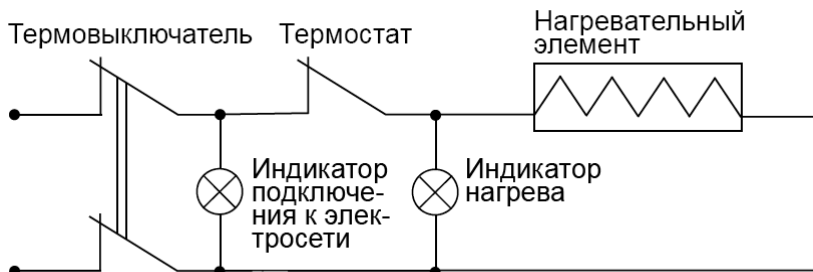 Термовыключатель
Термостат
Нагревательный
элемент
Индикатор
подключе-
ния к элек-
тросети
Индикатор
нагрева